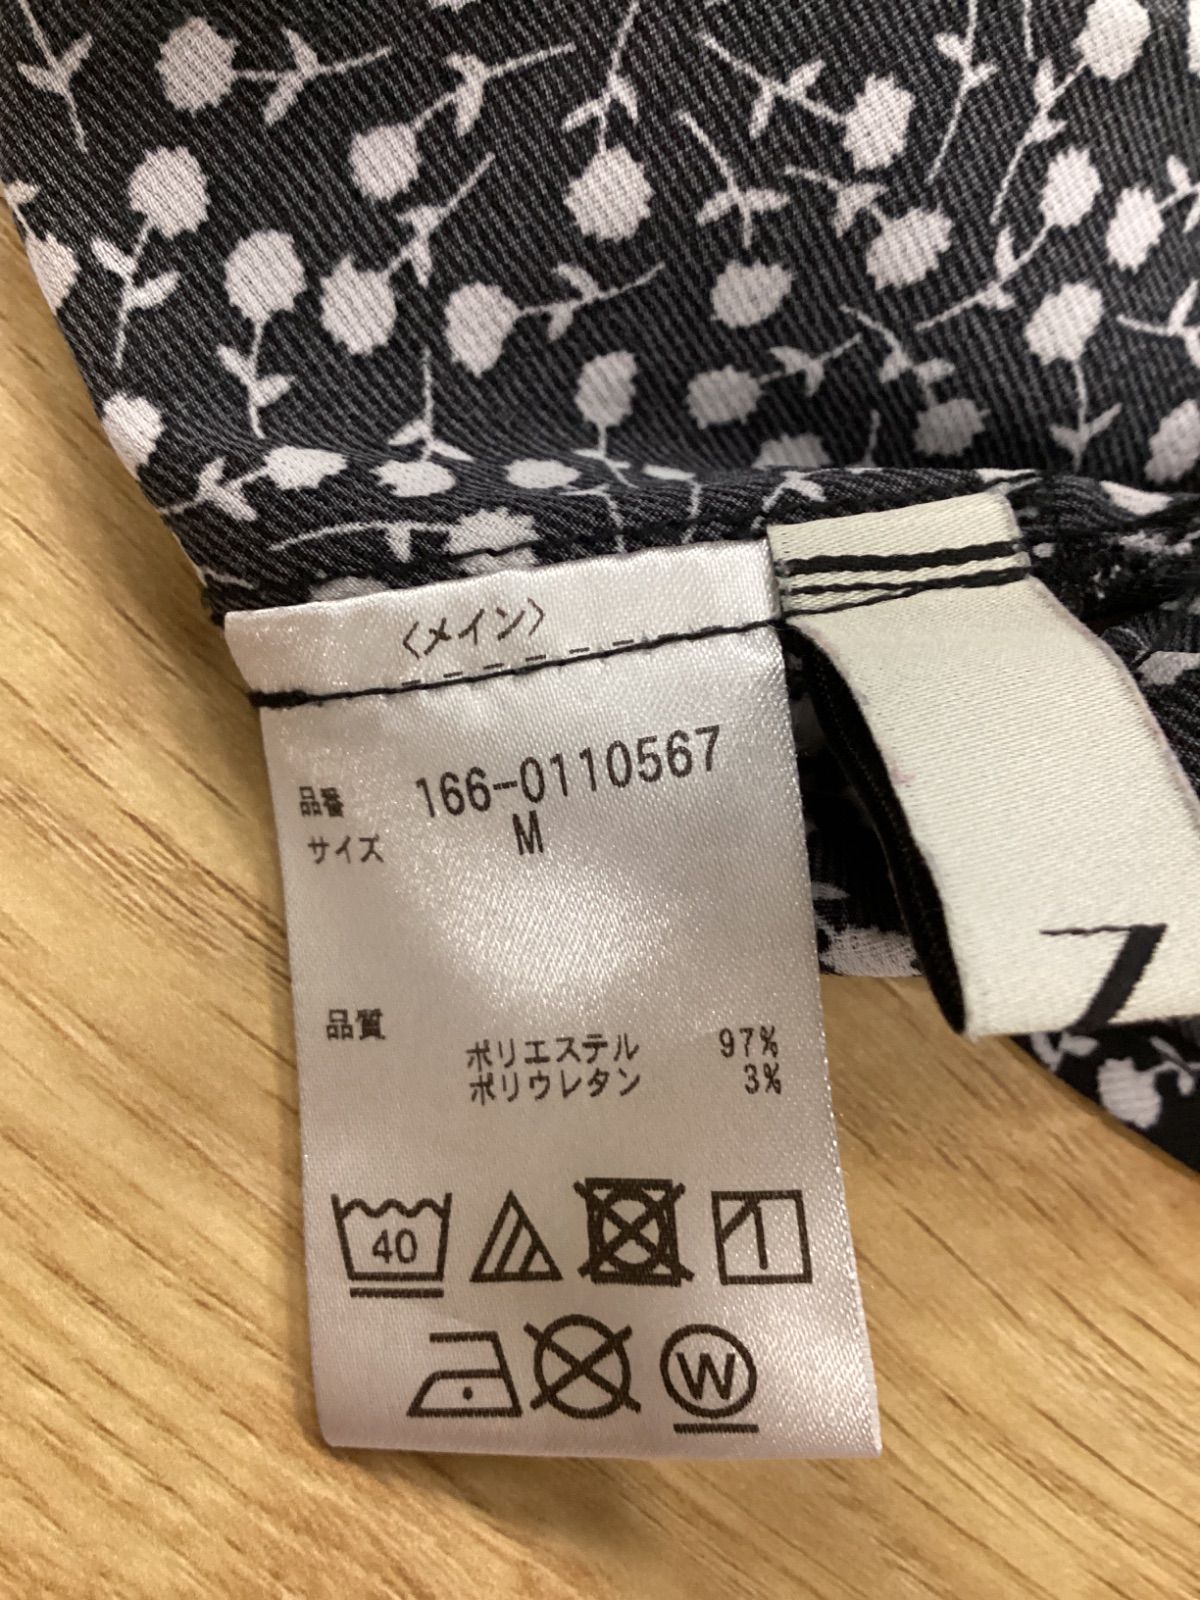 〈メイン〉
品番 166-0110567
サイズ M
品質
ポリエステル 97%
ポリウレタン 3%
40
W